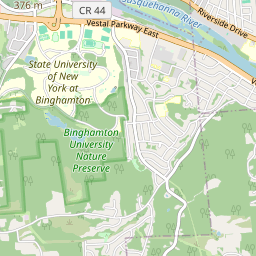 376 m
CR 44
Vestal Parkway East
Susquehanna River
Riverside Drive
State University
of New
York at
Binghamton
Binghamton
University
Nature
Preserve